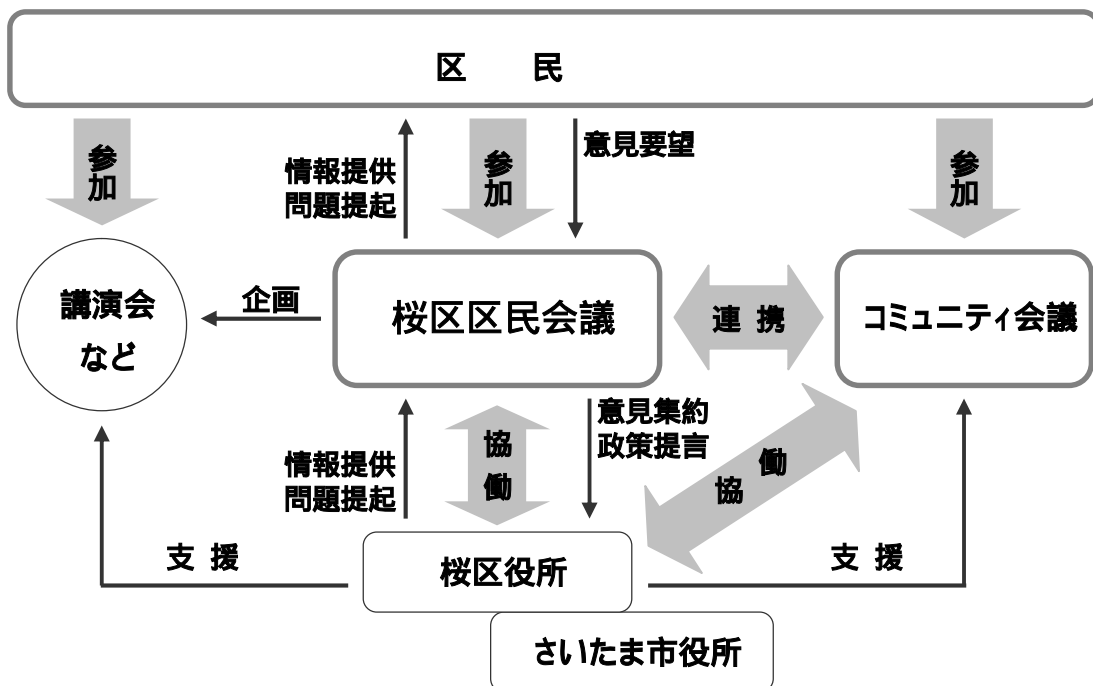 区 民
参加
情報提供
問題提起
参加
意見要望
参加
講演会
など
企画
桜区区民会議
連 携
コミュニティ会議
情報提供
問題提起
協働
意見集約
政策提言
協 働
支 援
桜区役所
支 援
さいたま市役所